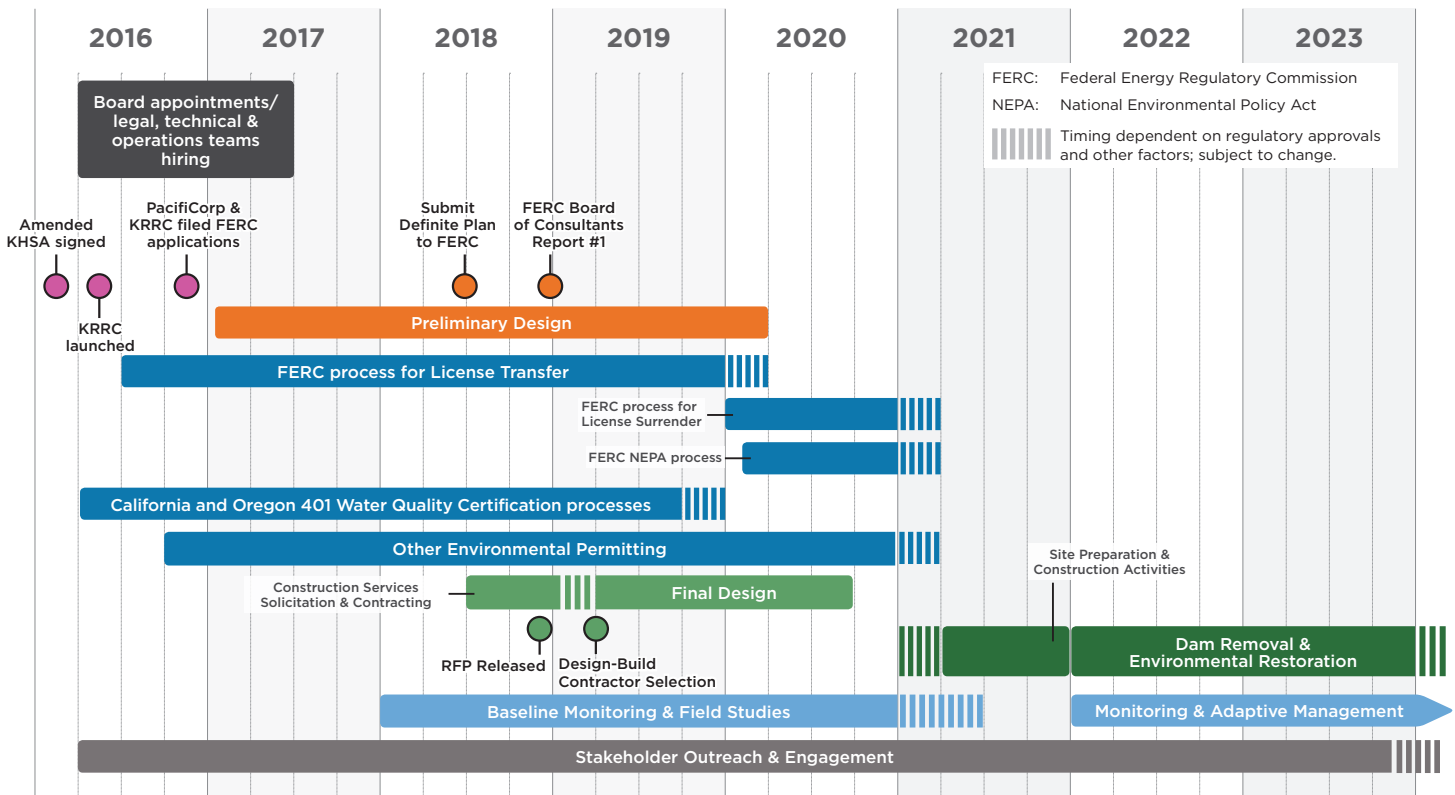 2016 2017 2018 2019 2020 2021 2022 2023
FERC: Federal Energy Regulatory Commission
NEPA: National Environmental Policy Act
Timing dependent on regulatory approvals
and other factors; subject to change.
Board appointments/
legal, technical &
operations teams
hiring
Amended
KHSA signed
PacifiCorp &
KRRC filed FERC
applications
Submit
Definite Plan
to FERC
FERC Board
of Consultants
Report #1
KRRC
launched
Preliminary Design
FERC process for License Transfer
FERC process for
License Surrender
FERC NEPA process
California and Oregon 401 Water Quality Certification processes
Other Environmental Permitting
Site Preparation &
Construction Activities
Construction Services
Solicitation & Contracting
Final Design
RFP Released
Design-Build
Contractor Selection
Dam Removal &
Environmental Restoration
Baseline Monitoring & Field Studies
Monitoring & Adaptive Management
Stakeholder Outreach & Engagement